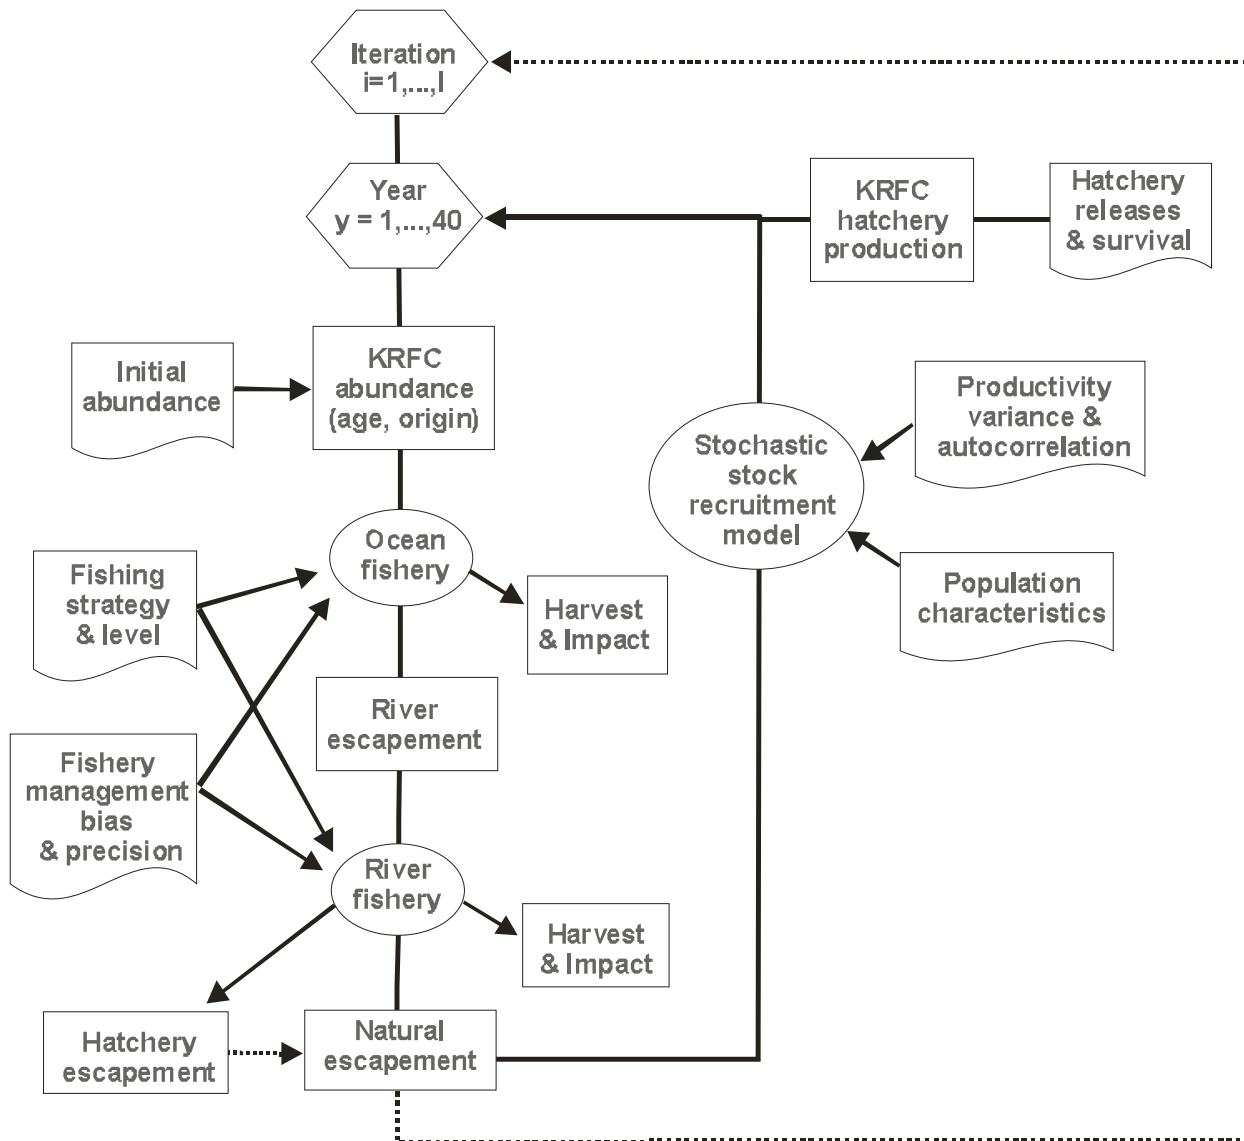 Iteration
i=1,...,I
Year
y = 1,...,40
KRFC
hatchery
production
Hatchery
releases
& survival
Initial
abundance
KRFC
abundance
(age, origin)
Productivity
variance &
autocorrelation
Stochastic
stock
recruitment
model
Ocean
fishery
Fishing
strategy
& level
Harvest
& Impact
Population
characteristics
River
escapement
Fishery
management
bias
& precision
River
fishery
Harvest
& Impact
Hatchery
escapement
Natural
escapement